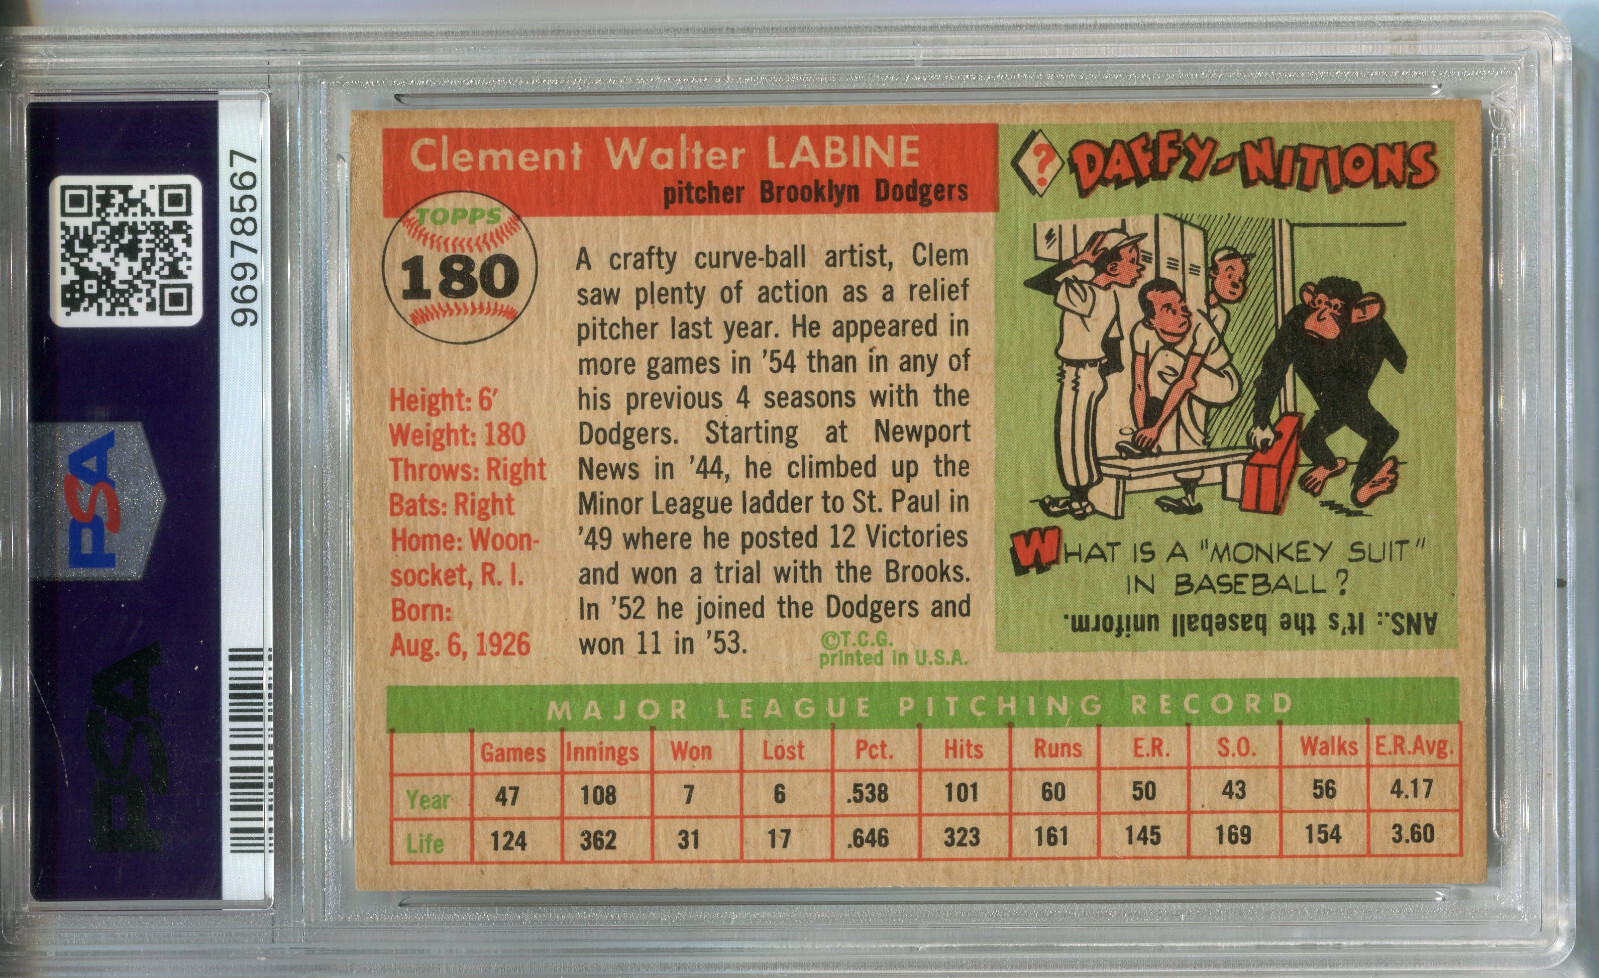 96978567
PSA
PSA
Clement Walter LABINE
pitcher Brooklyn Dodgers
TOPPS
180
Height: 6'
Weight: 180
Throws: Right
Bats: Right
Home: Woon-
socket, R. I.
Born:
Aug. 6, 1926
A crafty curve-ball artist, Clem
saw plenty of action as a relief
pitcher last year. He appeared in
more games in '54 than in any of
his previous 4 seasons with the
Dodgers. Starting at Newport
News in '44, he climbed up the
Minor League ladder to St. Paul in
'49 where he posted 12 Victories
and won a trial with the Brooks.
In '52 he joined the Dodgers and
won 11 in '53.
©T.C.G.
printed in U.S.A.
? DAFFY-NITIONS
WHAT IS A "MONKEY SUIT"
IN BASEBALL?
ANS.: It's the baseball uniform.
MAJOR LEAGUE PITCHING RECORD
Games Innings Won Lost Pct. Hits Runs E.R. S.O. Walks E.R.Avg.
Year 47 108 7 6 .538 101 60 50 43 56 4.17
Life 124 362 31 17 .646 323 161 145 169 154 3.60